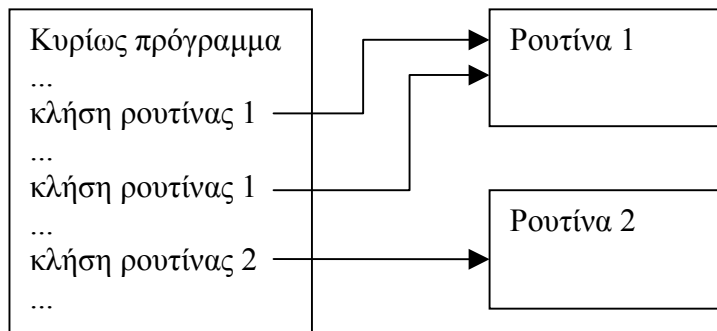 Κυρίως πρόγραμμα
...
κλήση ρουτίνας 1
...
κλήση ρουτίνας 1
...
κλήση ρουτίνας 2
...
Ρουτίνα 1
Ρουτίνα 2